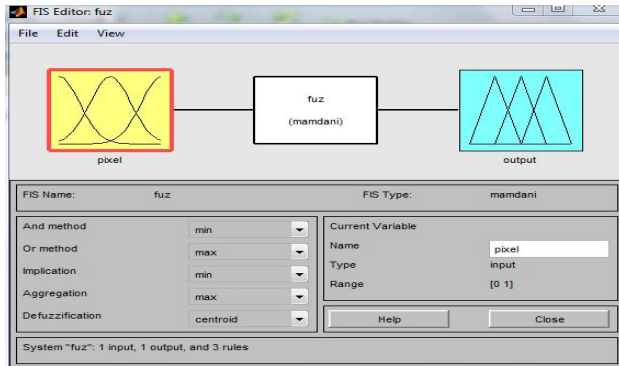 FIS Editor: fuz
File Edit View
fuz
(mamdani)
pixel
output
FIS Name: fuz FIS Type: mamdani
And method min
Or method max
Implication min
Aggregation max
Defuzzification centroid
Current Variable
Name pixel
Type input
Range [0 1]
Help Close
System "fuz": 1 input, 1 output, and 3 rules